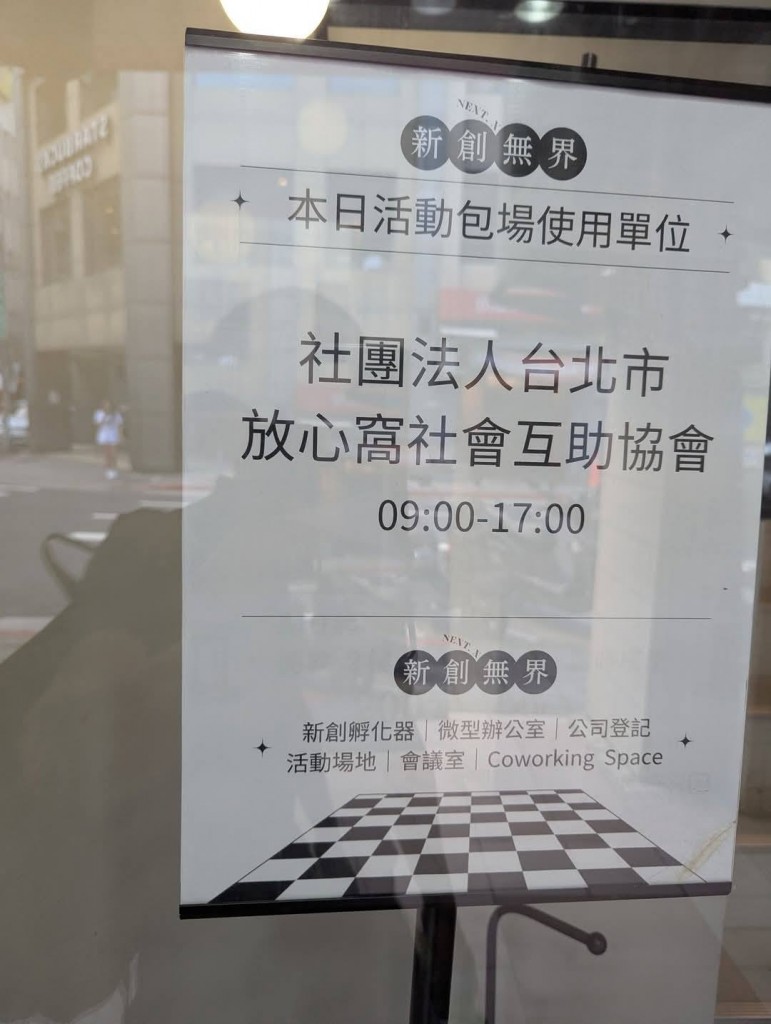 NEXT. N
新創無界
本日活動包場使用單位
社團法人台北市
放心窩社會互助協會
09:00-17:00
新創無界
新創孵化器｜微型辦公室｜公司登記
活動場地｜會議室｜Coworking Space
STARBUCKS
COFFEE